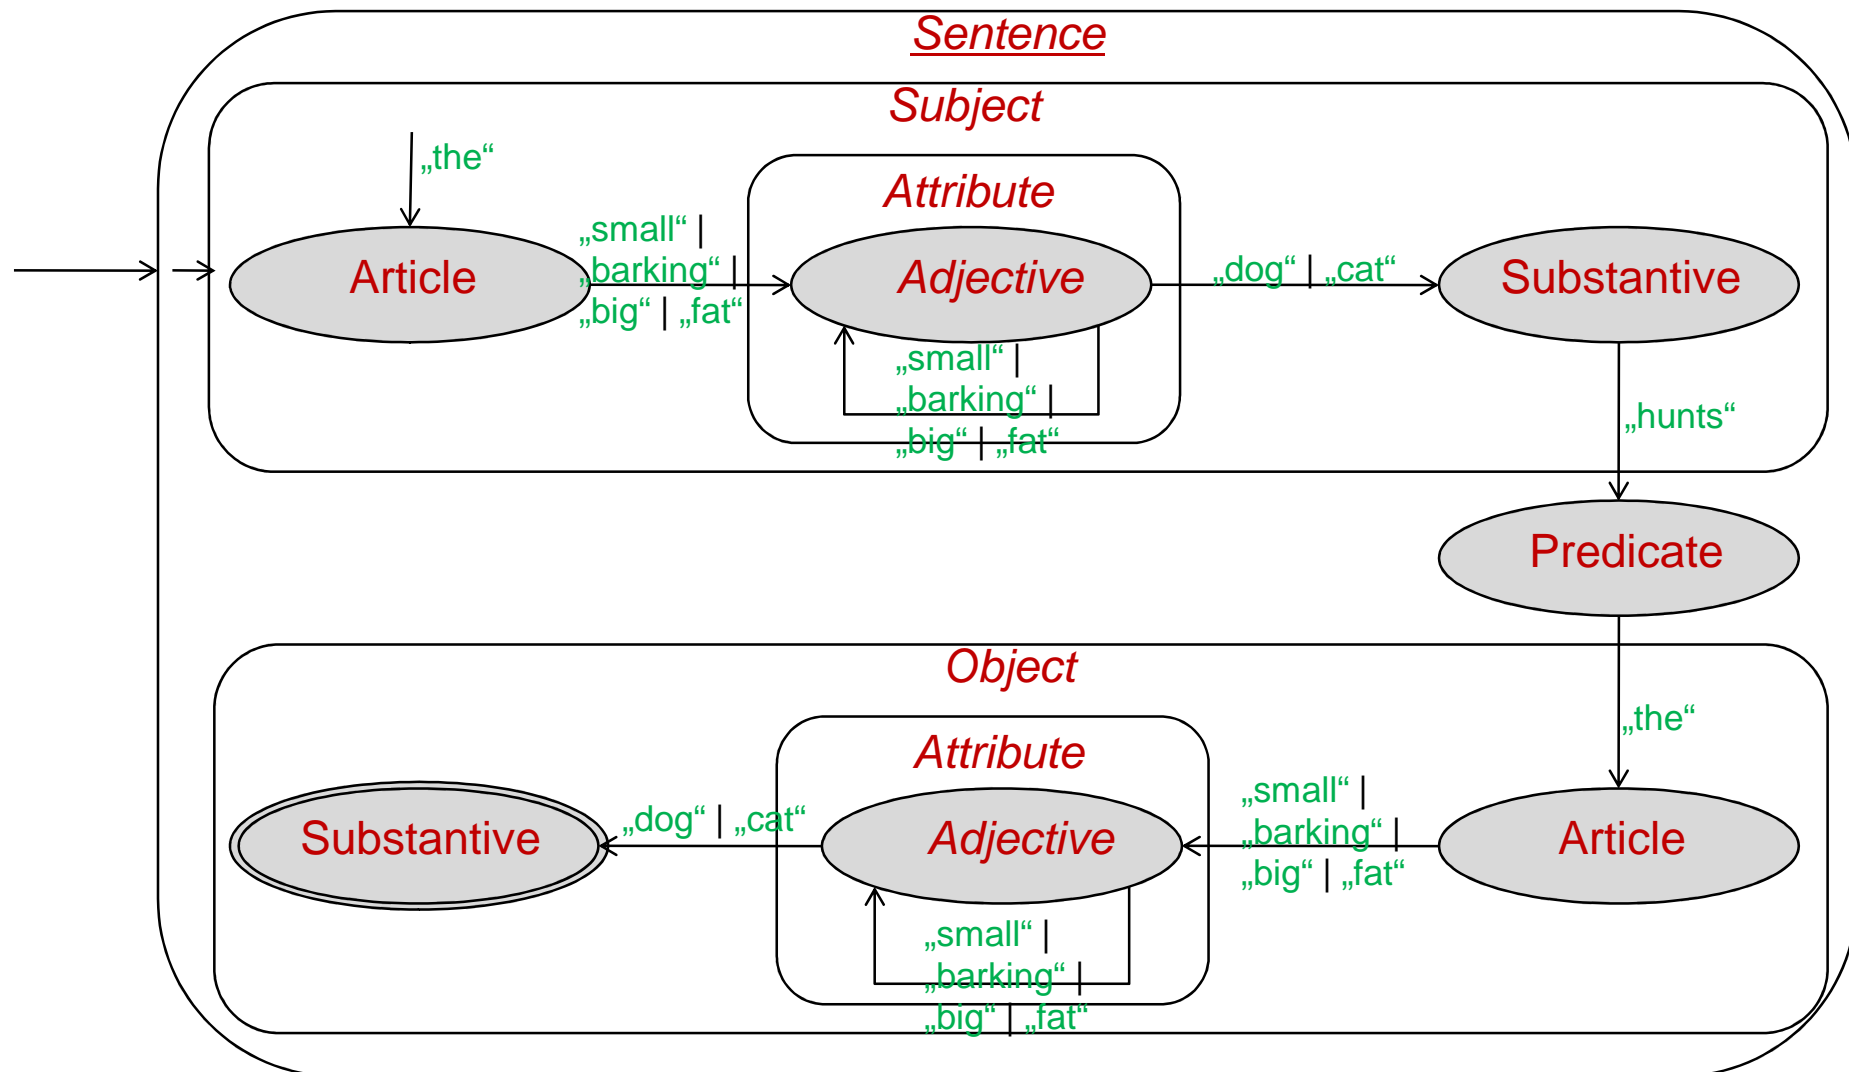 Sentence
Subject
„the“
Attribute
„small“ |
„barking“ |
„big“ | „fat“
Article
Adjective
„dog“ | „cat“
Substantive
„small“ |
„barking“ |
„big“ | „fat“
„hunts“
Predicate
Object
„the“
Attribute
Substantive
„dog“ | „cat“
Adjective
„small“ |
„barking“ |
„big“ | „fat“
Article
„small“ |
„barking“ |
„big“ | „fat“